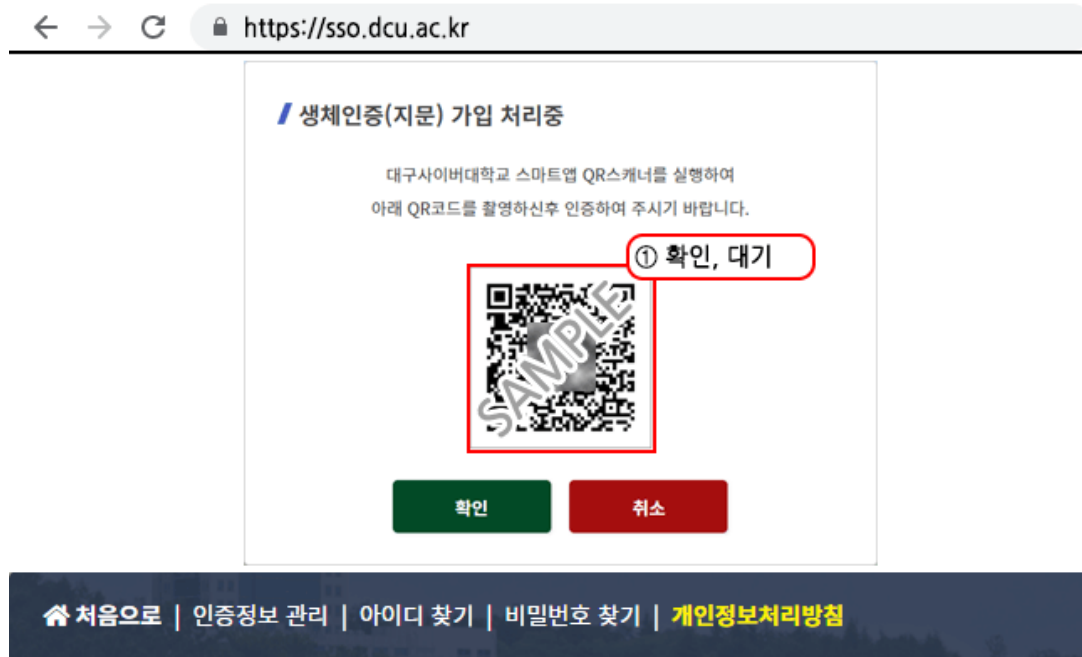 https://sso.dcu.ac.kr
생체인증(지문) 가입 처리중
대구사이버대학교 스마트앱 QR스캐너를 실행하여
아래 QR코드를 촬영하신후 인증하여 주시기 바랍니다.
① 확인, 대기
SAMPLE
확인 취소
처음으로 | 인증정보 관리 | 아이디 찾기 | 비밀번호 찾기 | 개인정보처리방침